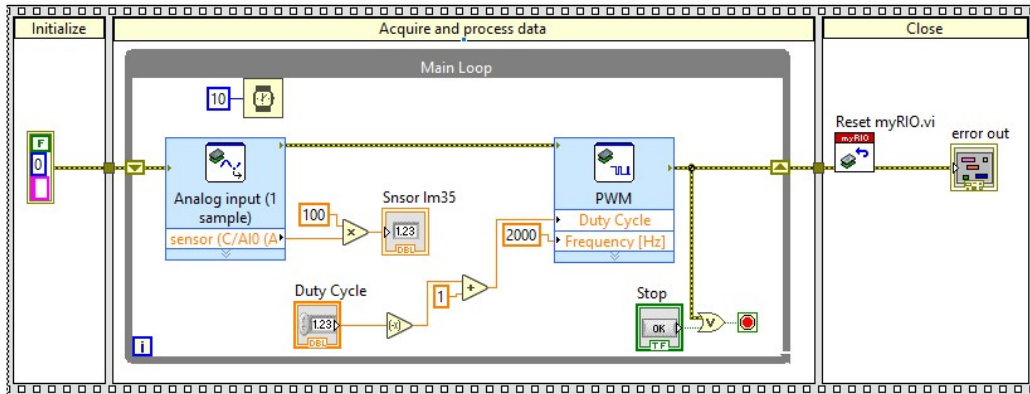 Initialize
Acquire and process data
Close
Main Loop
10
Reset myRIO.vi
myRIO
error out
F
0
Analog input (1
sample)
sensor (C/AI0 (A
Snsor lm35
100
×
1.23
DBL
PWM
Duty Cycle
Frequency [Hz]
2000
Duty Cycle
1.23
DBL
(-x)
1
+
Stop
OK
TF
V
i